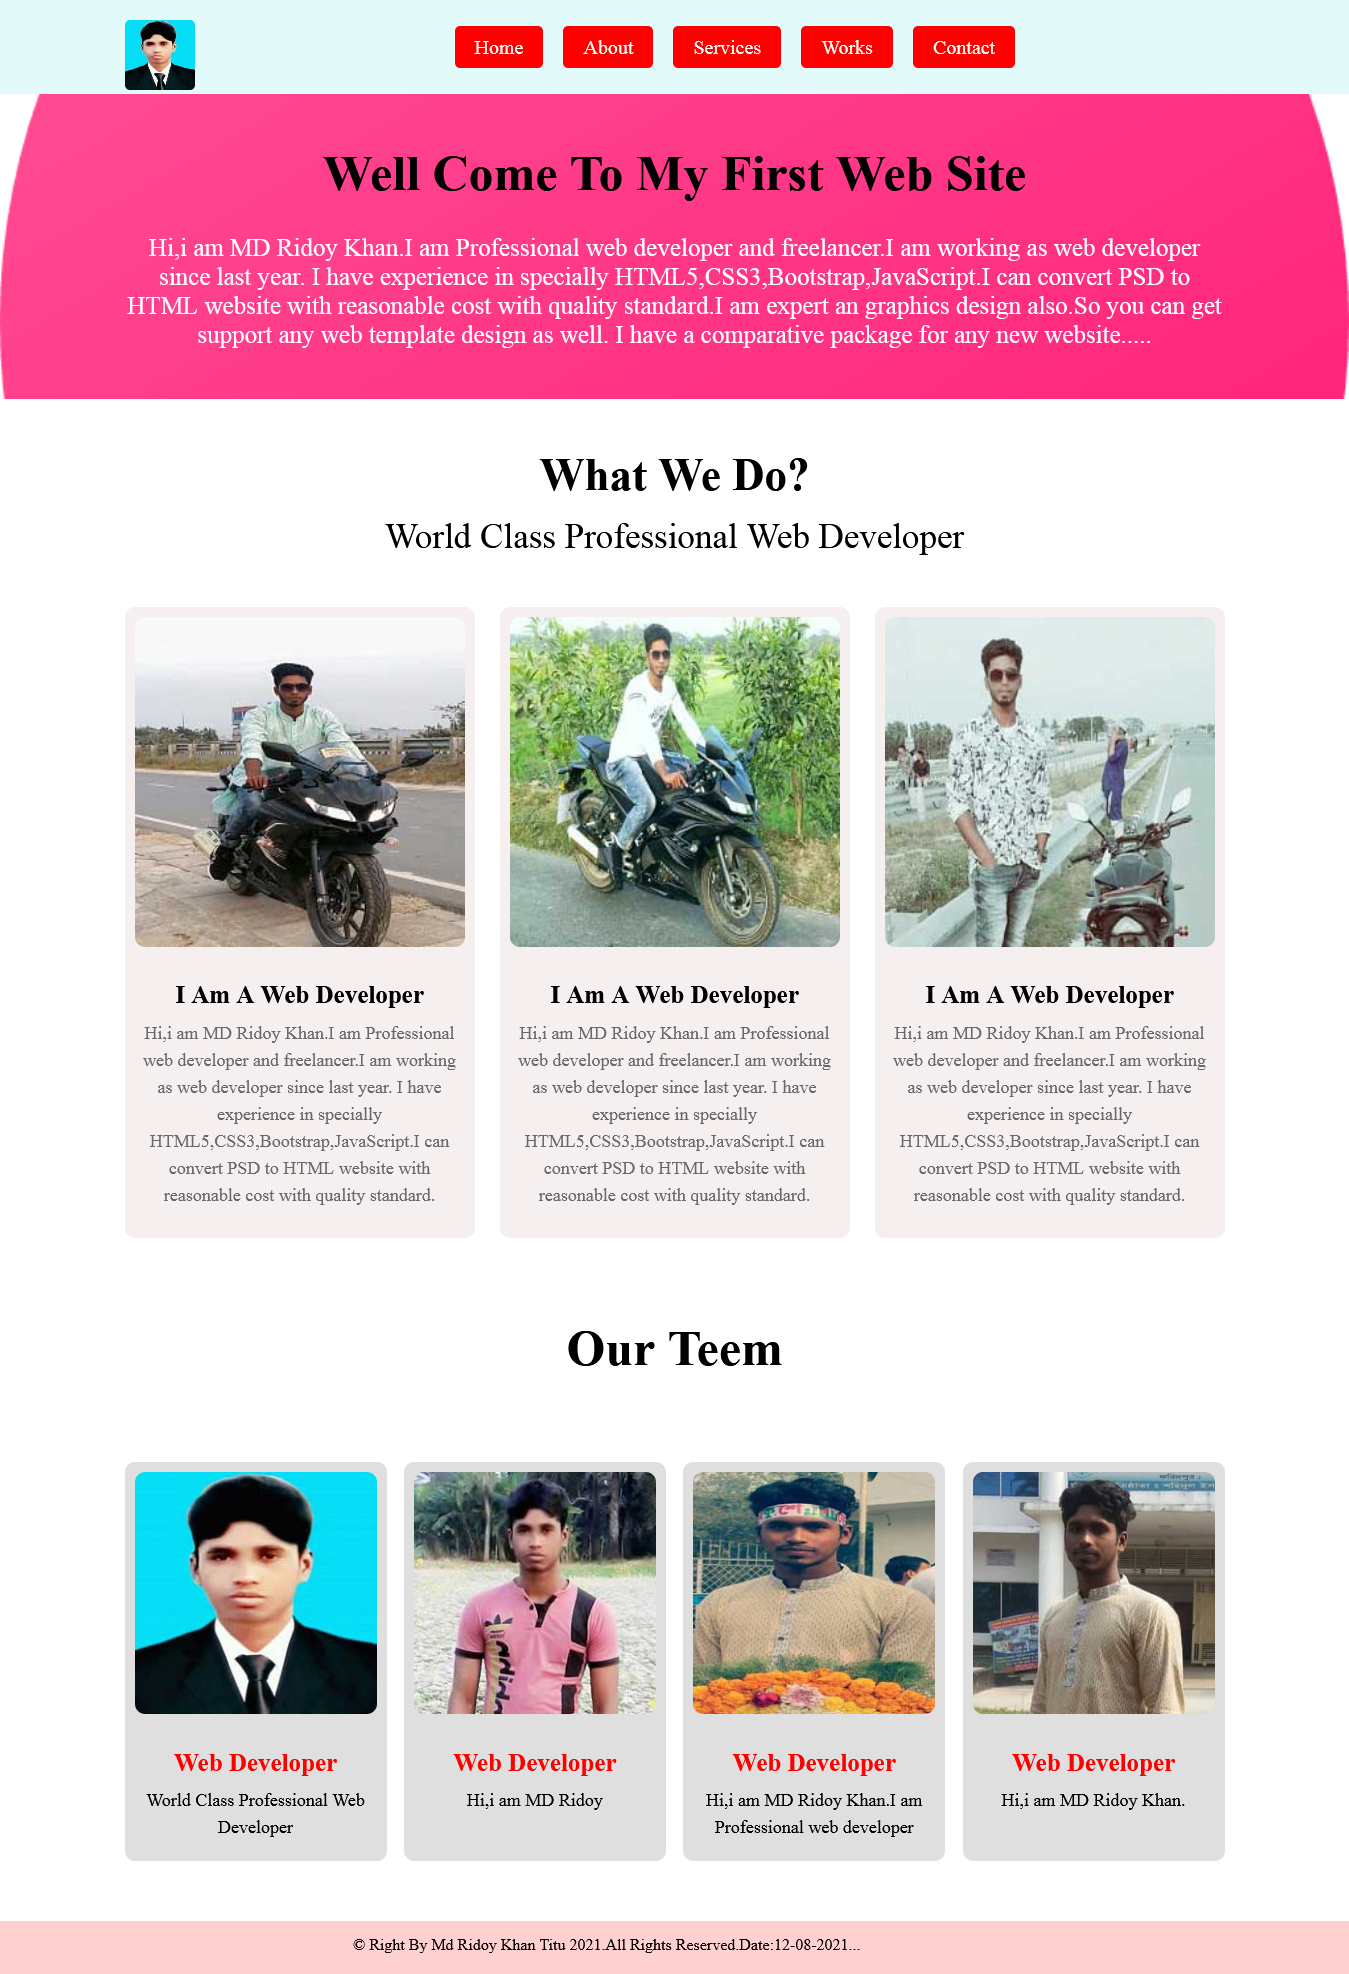 Home About Services Works Contact
Well Come To My First Web Site
Hi,i am MD Ridoy Khan.I am Professional web developer and freelancer.I am working as web developer
since last year. I have experience in specially HTML5,CSS3,Bootstrap,JavaScript.I can convert PSD to
HTML website with reasonable cost with quality standard.I am expert an graphics design also.So you can get
support any web template design as well. I have a comparative package for any new website.....
What We Do?
World Class Professional Web Developer
I Am A Web Developer
Hi,i am MD Ridoy Khan.I am Professional
web developer and freelancer.I am working
as web developer since last year. I have
experience in specially
HTML5,CSS3,Bootstrap,JavaScript.I can
convert PSD to HTML website with
reasonable cost with quality standard.
I Am A Web Developer
Hi,i am MD Ridoy Khan.I am Professional
web developer and freelancer.I am working
as web developer since last year. I have
experience in specially
HTML5,CSS3,Bootstrap,JavaScript.I can
convert PSD to HTML website with
reasonable cost with quality standard.
I Am A Web Developer
Hi,i am MD Ridoy Khan.I am Professional
web developer and freelancer.I am working
as web developer since last year. I have
experience in specially
HTML5,CSS3,Bootstrap,JavaScript.I can
convert PSD to HTML website with
reasonable cost with quality standard.
Our Teem
Web Developer
World Class Professional Web
Developer
adidas
Web Developer
Hi,i am MD Ridoy
Web Developer
Hi,i am MD Ridoy Khan.I am
Professional web developer
Web Developer
Hi,i am MD Ridoy Khan.
© Right By Md Ridoy Khan Titu 2021.All Rights Reserved.Date:12-08-2021...